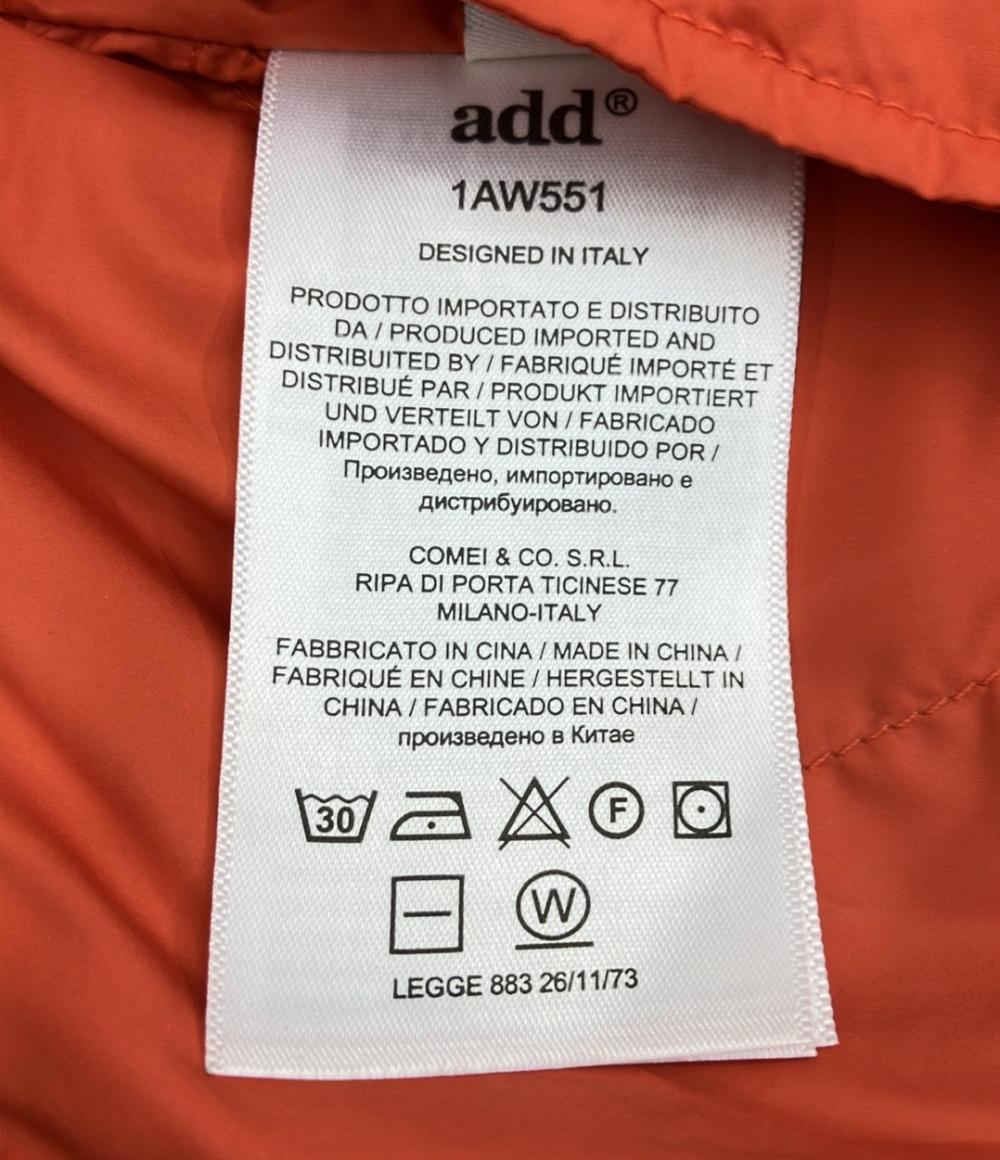 add®
1AW551
DESIGNED IN ITALY
PRODOTTO IMPORTATO E DISTRIBUITO
DA / PRODUCED IMPORTED AND
DISTRIBUITED BY / FABRIQUÉ IMPORTÉ ET
DISTRIBUÉ PAR / PRODUKT IMPORTIERT
UND VERTEILT VON / FABRICADO
IMPORTADO Y DISTRIBUIDO POR /
Произведено, импортировано е
дистрибуировано.
COMEI & CO. S.R.L.
RIPA DI PORTA TICINESE 77
MILANO-ITALY
FABBRICATO IN CINA / MADE IN CHINA /
FABRIQUÉ EN CHINE / HERGESTELLT IN
CHINA / FABRICADO EN CHINA /
произведено в Китае
30 F
W
LEGGE 883 26/11/73